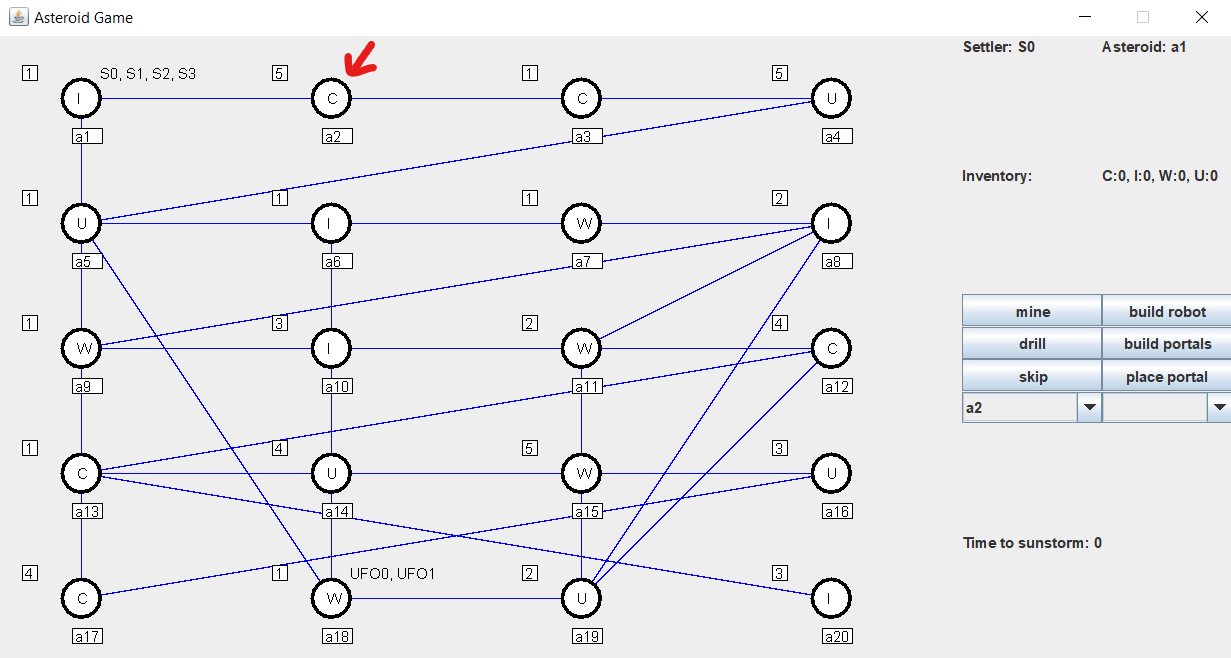 Asteroid Game
Settler: S0 Asteroid: a1
1 S0, S1, S2, S3 5 1 5
I C C U
a1 a2 a3 a4
Inventory: C:0, I:0, W:0, U:0
1 1 1 2
U I W I
a5 a6 a7 a8
mine build robot
1 3 2 4
drill build portals
W I W C
skip place portal
a9 a10 a11 a12
a2
1 4 5 3
C U W U
a13 a14 a15 a16
Time to sunstorm: 0
4 1 UFO0, UFO1 2 3
C W U I
a17 a18 a19 a20